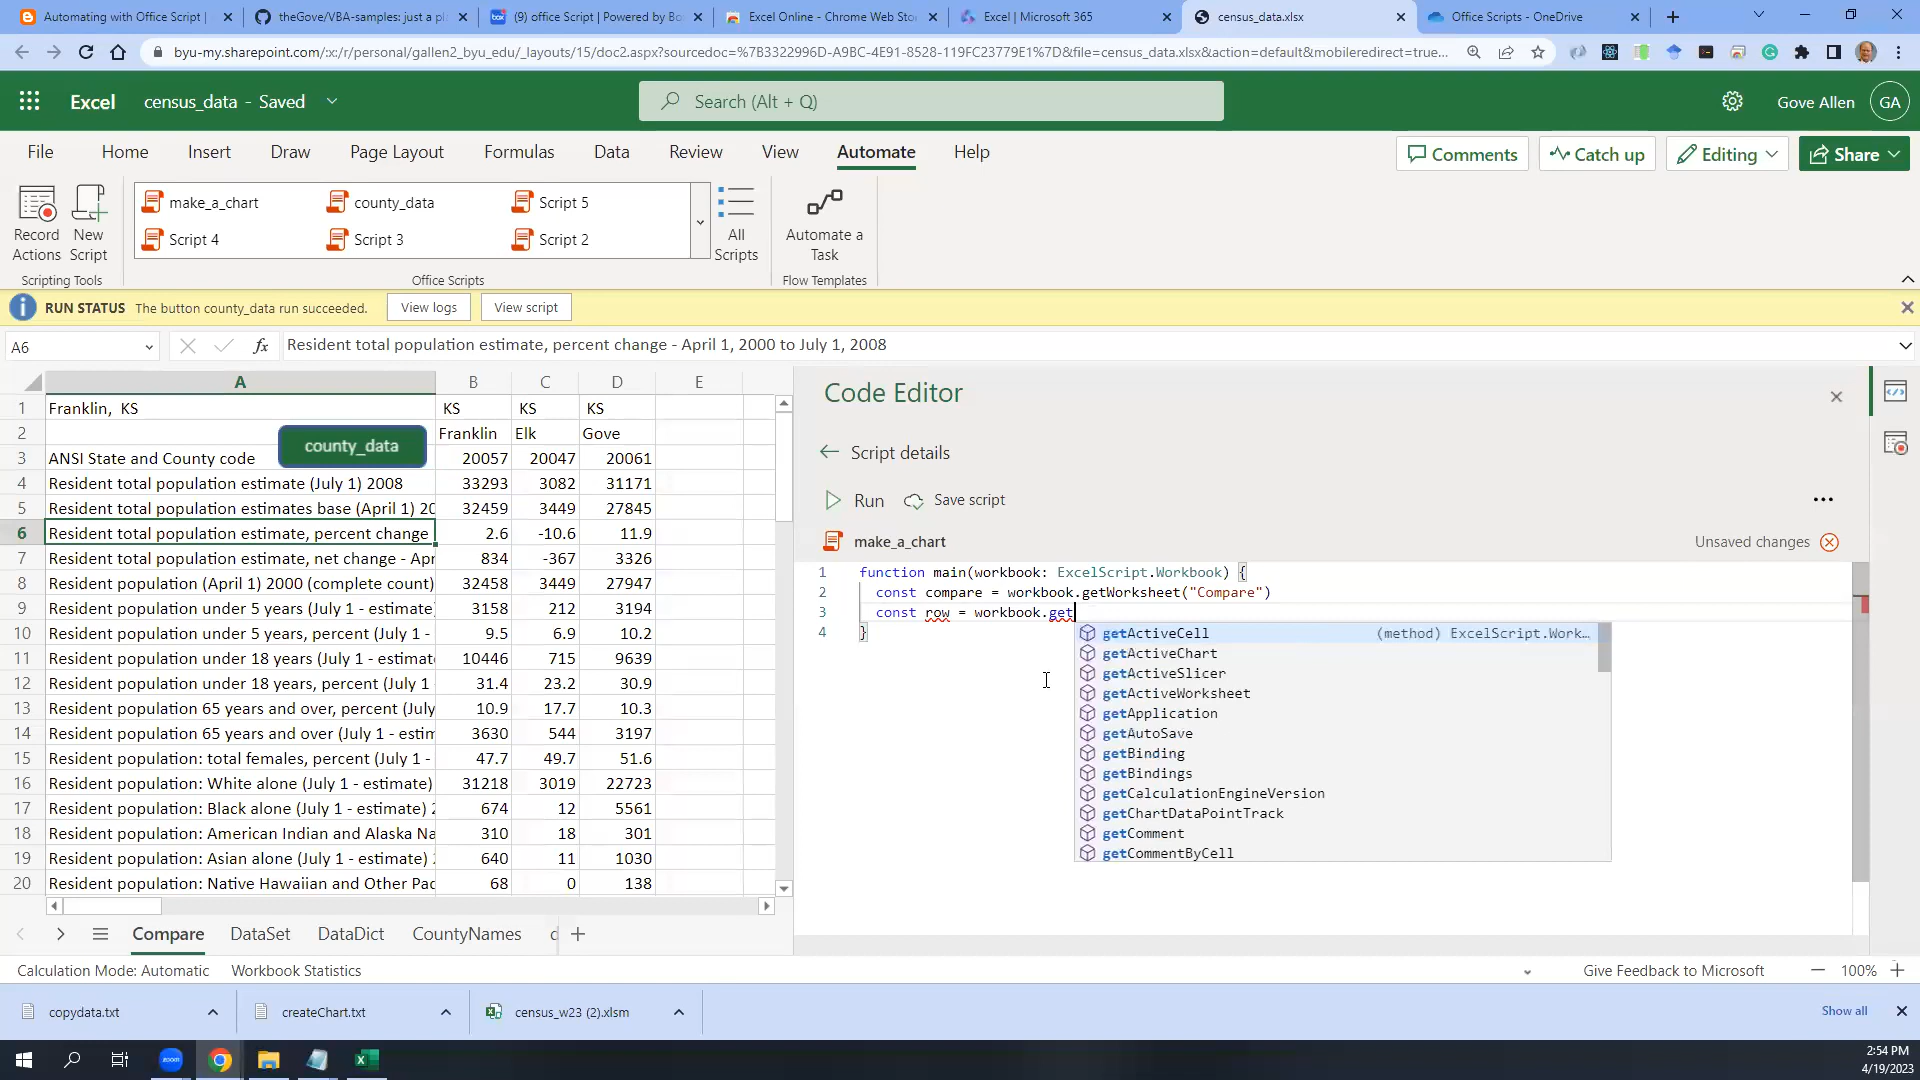 Automating with Office Script | 
theGove/VBA-samples: just a pl
(9) office Script | Powered by Bo
Excel Online - Chrome Web Sto
Excel | Microsoft 365
census_data.xlsx
Office Scripts - OneDrive
byu-my.sharepoint.com/:x:/r/personal/gallen2_byu_edu/_layouts/15/doc2.aspx?sourcedoc=%7B3322996D-A9BC-4E91-8528-119FC23779E1%7D&file=census_data.xlsx&action=default&mobileredirect=true...
Excel census_data - Saved
Search (Alt + Q)
Gove Allen GA
File Home Insert Draw Page Layout Formulas Data Review View Automate Help
Comments Catch up Editing Share
make_a_chart county_data Script 5
Script 4 Script 3 Script 2
Record Actions
New Script
All Scripts
Automate a Task
Scripting Tools Office Scripts Flow Templates
RUN STATUS The button county_data run succeeded. View logs View script
A6 fx Resident total population estimate, percent change - April 1, 2000 to July 1, 2008
A B C D E
1 Franklin, KS KS KS KS
2 Franklin Elk Gove
county_data
3 ANSI State and County code 20057 20047 20061
4 Resident total population estimate (July 1) 2008 33293 3082 31171
5 Resident total population estimates base (April 1) 20 32459 3449 27845
6 Resident total population estimate, percent change 2.6 -10.6 11.9
7 Resident total population estimate, net change - Apr 834 -367 3326
8 Resident population (April 1) 2000 (complete count) 32458 3449 27947
9 Resident population under 5 years (July 1 - estimate) 3158 212 3194
10 Resident population under 5 years, percent (July 1 - 9.5 6.9 10.2
11 Resident population under 18 years (July 1 - estimat 10446 715 9639
12 Resident population under 18 years, percent (July 1 31.4 23.2 30.9
13 Resident population 65 years and over, percent (July 10.9 17.7 10.3
14 Resident population 65 years and over (July 1 - estim 3630 544 3197
15 Resident population: total females, percent (July 1 - 47.7 49.7 51.6
16 Resident population: White alone (July 1 - estimate) 31218 3019 22723
17 Resident population: Black alone (July 1 - estimate) 2 674 12 5561
18 Resident population: American Indian and Alaska Na 310 18 301
19 Resident population: Asian alone (July 1 - estimate) 640 11 1030
20 Resident population: Native Hawaiian and Other Pac 68 0 138
Compare DataSet DataDict CountyNames
Calculation Mode: Automatic Workbook Statistics
Give Feedback to Microsoft 100%
Code Editor
Script details
Run Save script
make_a_chart Unsaved changes
1 function main(workbook: ExcelScript.Workbook) {
2 const compare = workbook.getWorksheet("Compare")
3 const row = workbook.get
4 }
getActiveCell (method) ExcelScript.Work…
getActiveChart
getActiveSlicer
getActiveWorksheet
getApplication
getAutoSave
getBinding
getBindings
getCalculationEngineVersion
getChartDataPointTrack
getComment
getCommentByCell
copydata.txt createChart.txt census_w23 (2).xlsm Show all
zoom
2:54 PM
4/19/2023